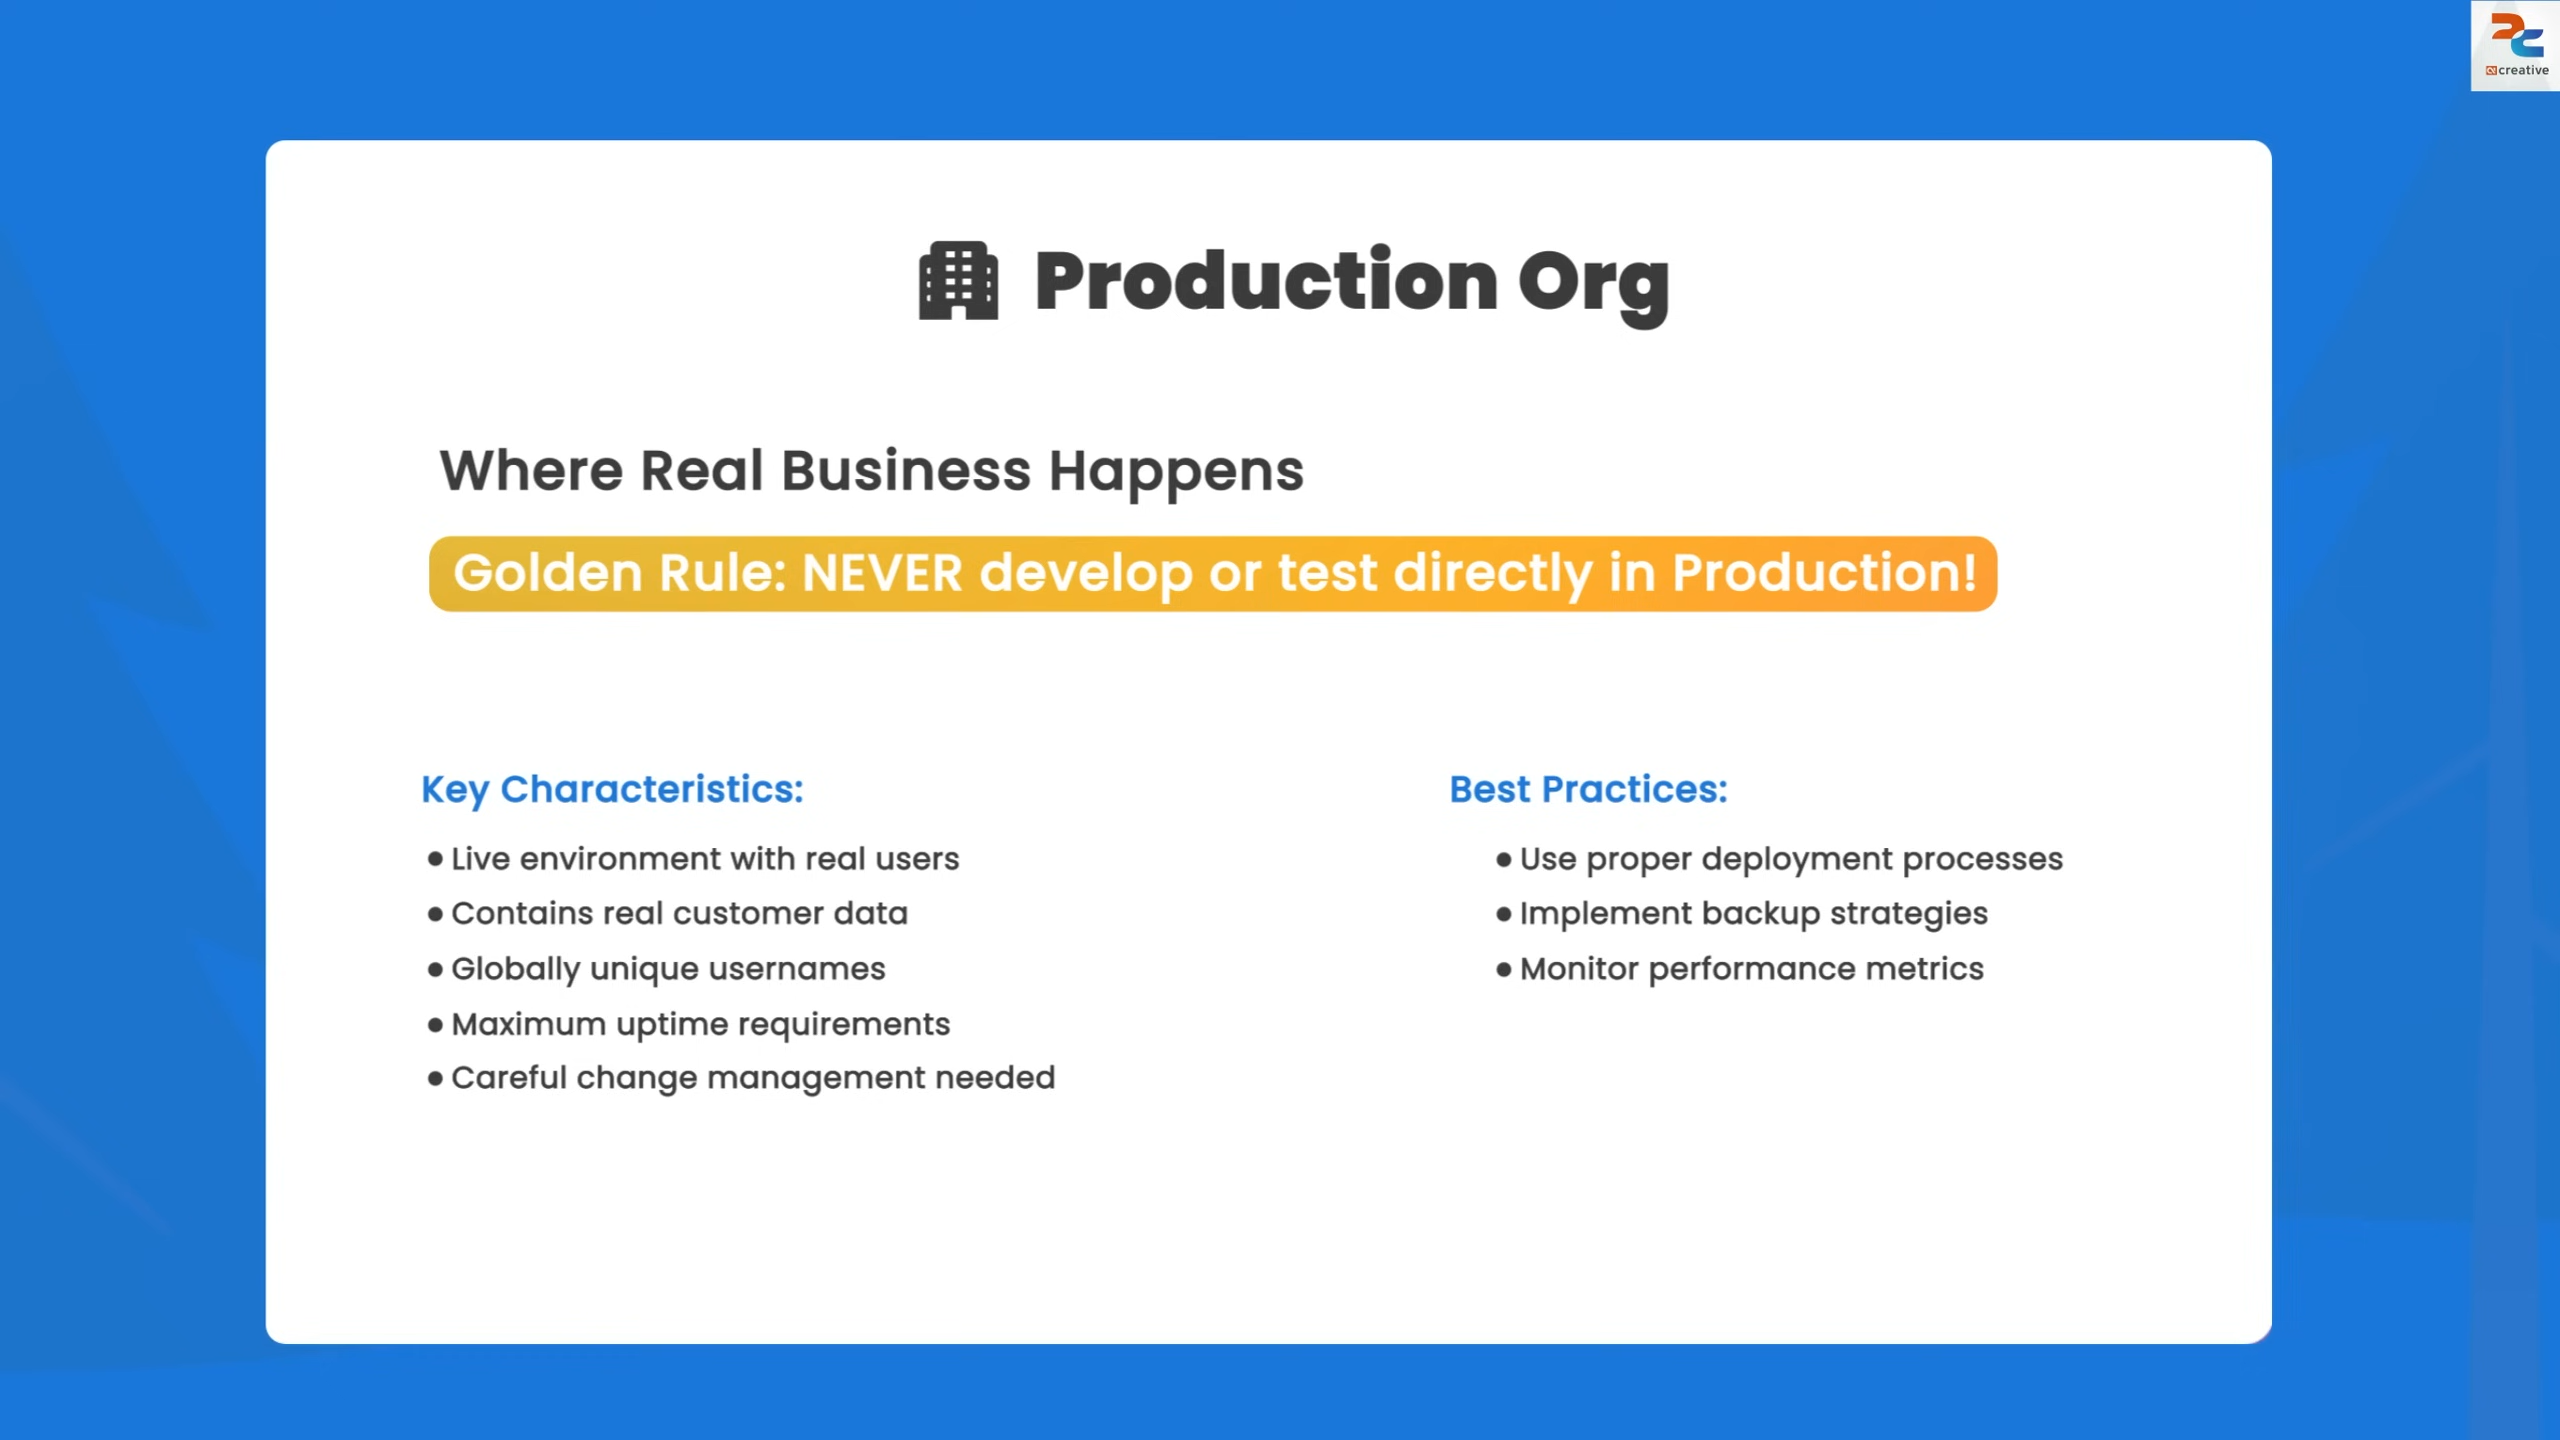 creative
Production Org
Where Real Business Happens
Golden Rule: NEVER develop or test directly in Production!
Key Characteristics:
● Live environment with real users
● Contains real customer data
● Globally unique usernames
● Maximum uptime requirements
● Careful change management needed
Best Practices:
● Use proper deployment processes
● Implement backup strategies
● Monitor performance metrics